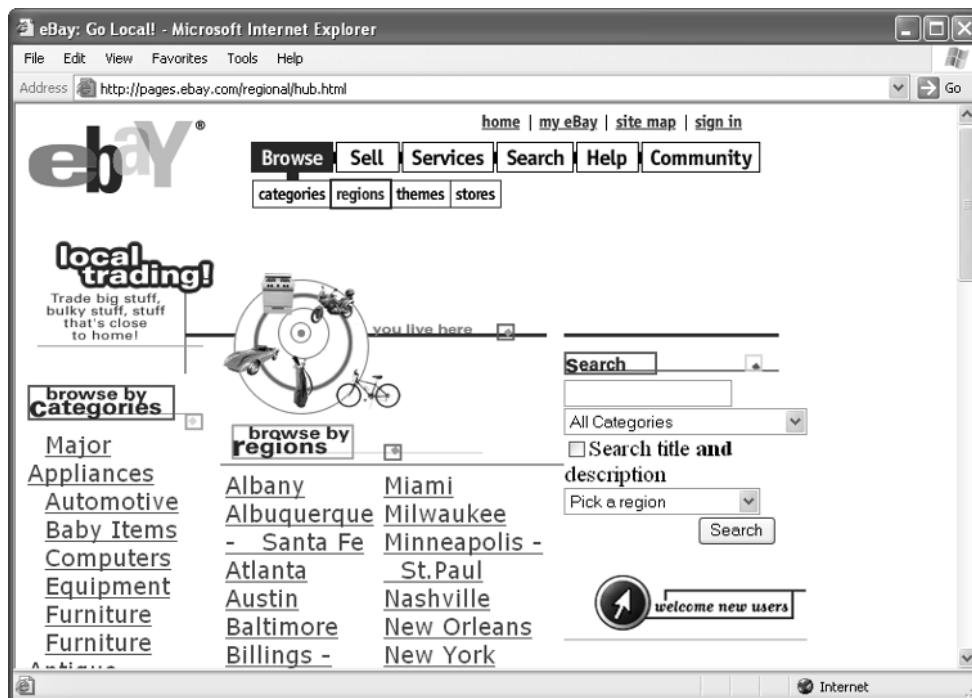 eBay: Go Local! - Microsoft Internet Explorer
File Edit View Favorites Tools Help
Address http://pages.ebay.com/regional/hub.html Go
home | my eBay | site map | sign in
ebaY®
Browse Sell Services Search Help Community
categories regions themes stores
local
trading!
Trade big stuff,
bulky stuff, stuff
that's close
to home!
you live here
browse by
categories
Major
Appliances
Automotive
Baby Items
Computers
Equipment
Furniture
Furniture
Antique
browse by
regions
Albany
Albuquerque
- Santa Fe
Atlanta
Austin
Baltimore
Billings -
Miami
Milwaukee
Minneapolis -
St.Paul
Nashville
New Orleans
New York
Search
All Categories
Search title and
description
Pick a region
Search
welcome new users
Internet